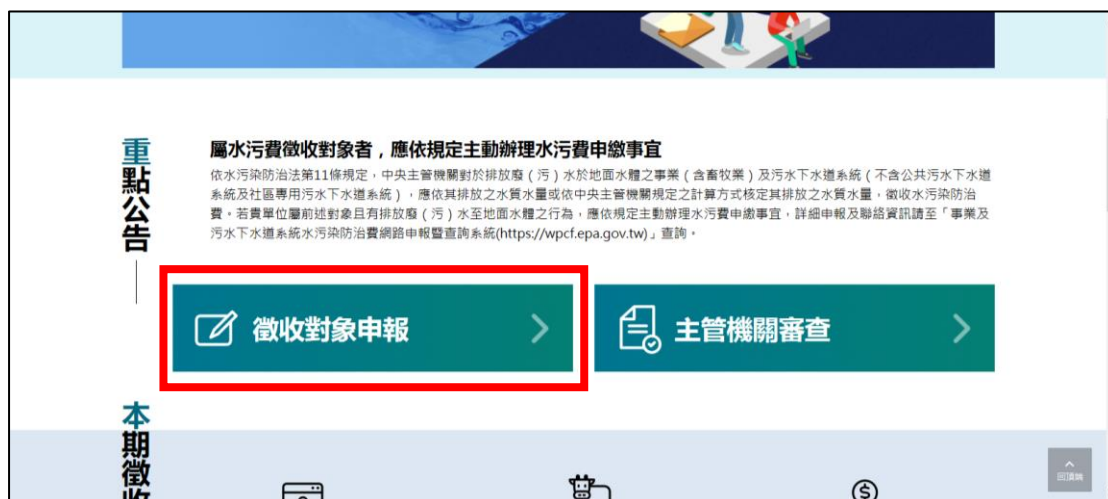 重點公告
屬水污費徵收對象者，應依規定主動辦理水污費申繳事宜
依水污染防治法第11條規定，中央主管機關對於排放廢（污）水於地面水體之事業（含畜牧業）及污水下水道系統（不含公共污水下水道
系統及社區專用污水下水道系統），應依其排放之水質水量或依中央主管機關規定之計算方式核定其排放之水質水量，徵收水污染防治
費。若貴單位屬前述對象且有排放廢（污）水至地面水體之行為，應依規定主動辦理水污費申繳事宜，詳細申報及聯絡資訊請至「事業及
污水下水道系統水污染防治費網路申報暨查詢系統(https://wpcf.epa.gov.tw)」查詢。
徵收對象申報
主管機關審查
本期徵收
回頂端